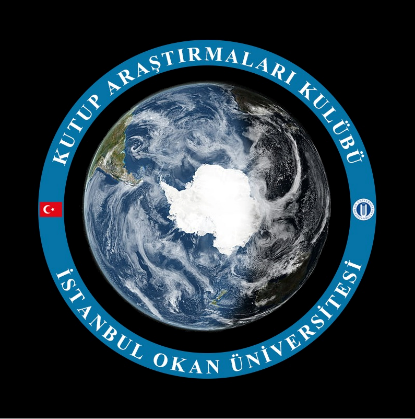 KUTUP ARAŞTIRMALARI KULÜBÜ
İSTANBUL OKAN ÜNİVERSİTESİ